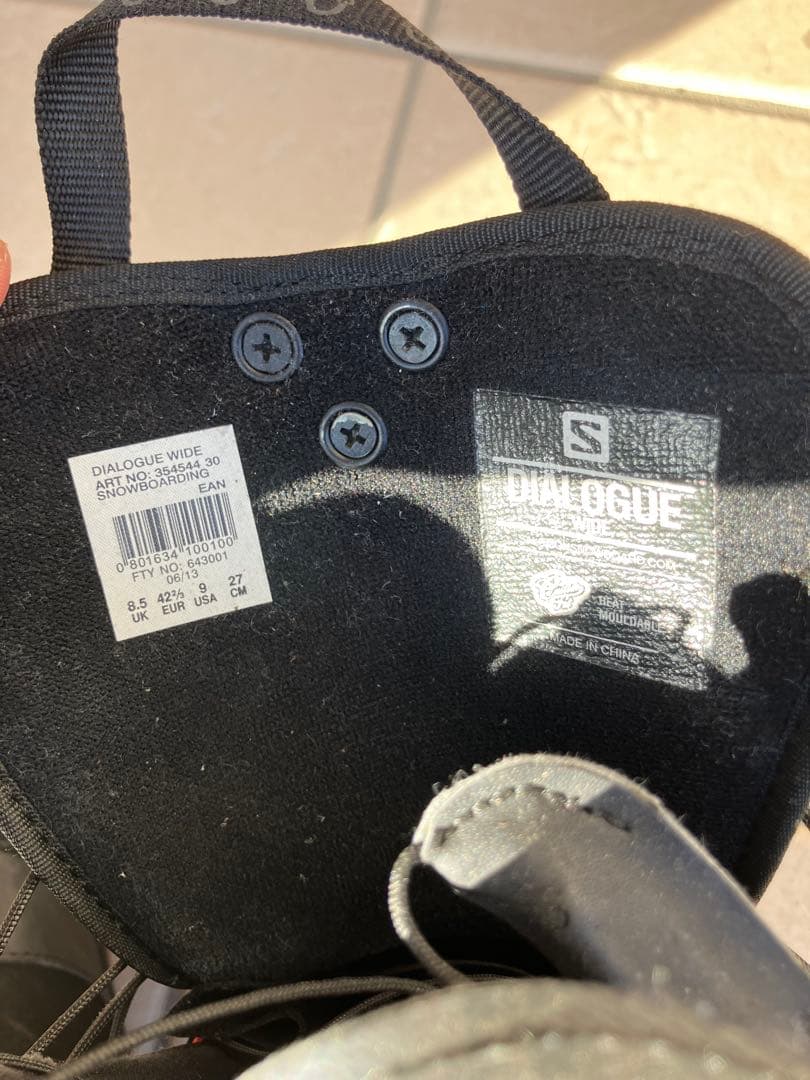 DIALOGUE WIDE
ART NO: 354544 30
SNOWBOARDING
EAN
0 801634 100100
FTY NO: 643001
06/13
8.5 42⅔ 9 27
UK EUR USA CM
S
DIALOGUE
WIDE
HEAT
MOULDABLE
MADE IN CHINA